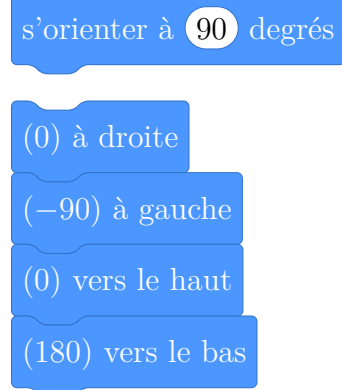 s'orienter à 90 degrés
(0) à droite
(−90) à gauche
(0) vers le haut
(180) vers le bas